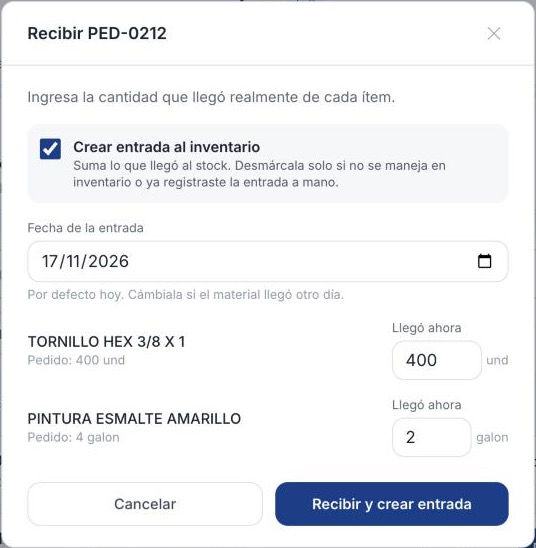 Recibir PED-0212
Ingresa la cantidad que llegó realmente de cada ítem.
Crear entrada al inventario
Suma lo que llegó al stock. Desmárcala solo si no se maneja en
inventario o ya registraste la entrada a mano.
Fecha de la entrada
17/11/2026
Por defecto hoy. Cámbiala si el material llegó otro día.
TORNILLO HEX 3/8 X 1
Pedido: 400 und
Llegó ahora
400 und
PINTURA ESMALTE AMARILLO
Pedido: 4 galon
Llegó ahora
2 galon
Cancelar
Recibir y crear entrada